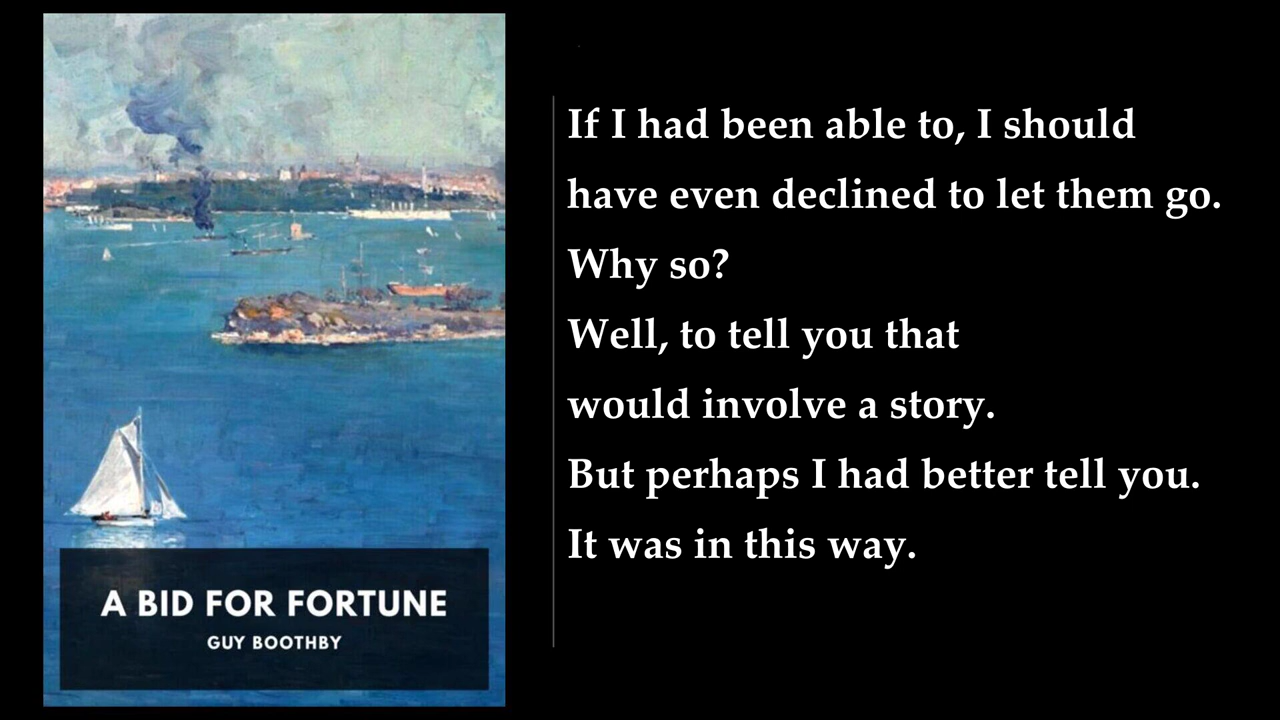 If I had been able to, I should
have even declined to let them go.
Why so?
Well, to tell you that
would involve a story.
But perhaps I had better tell you.
It was in this way.
A BID FOR FORTUNE
GUY BOOTHBY